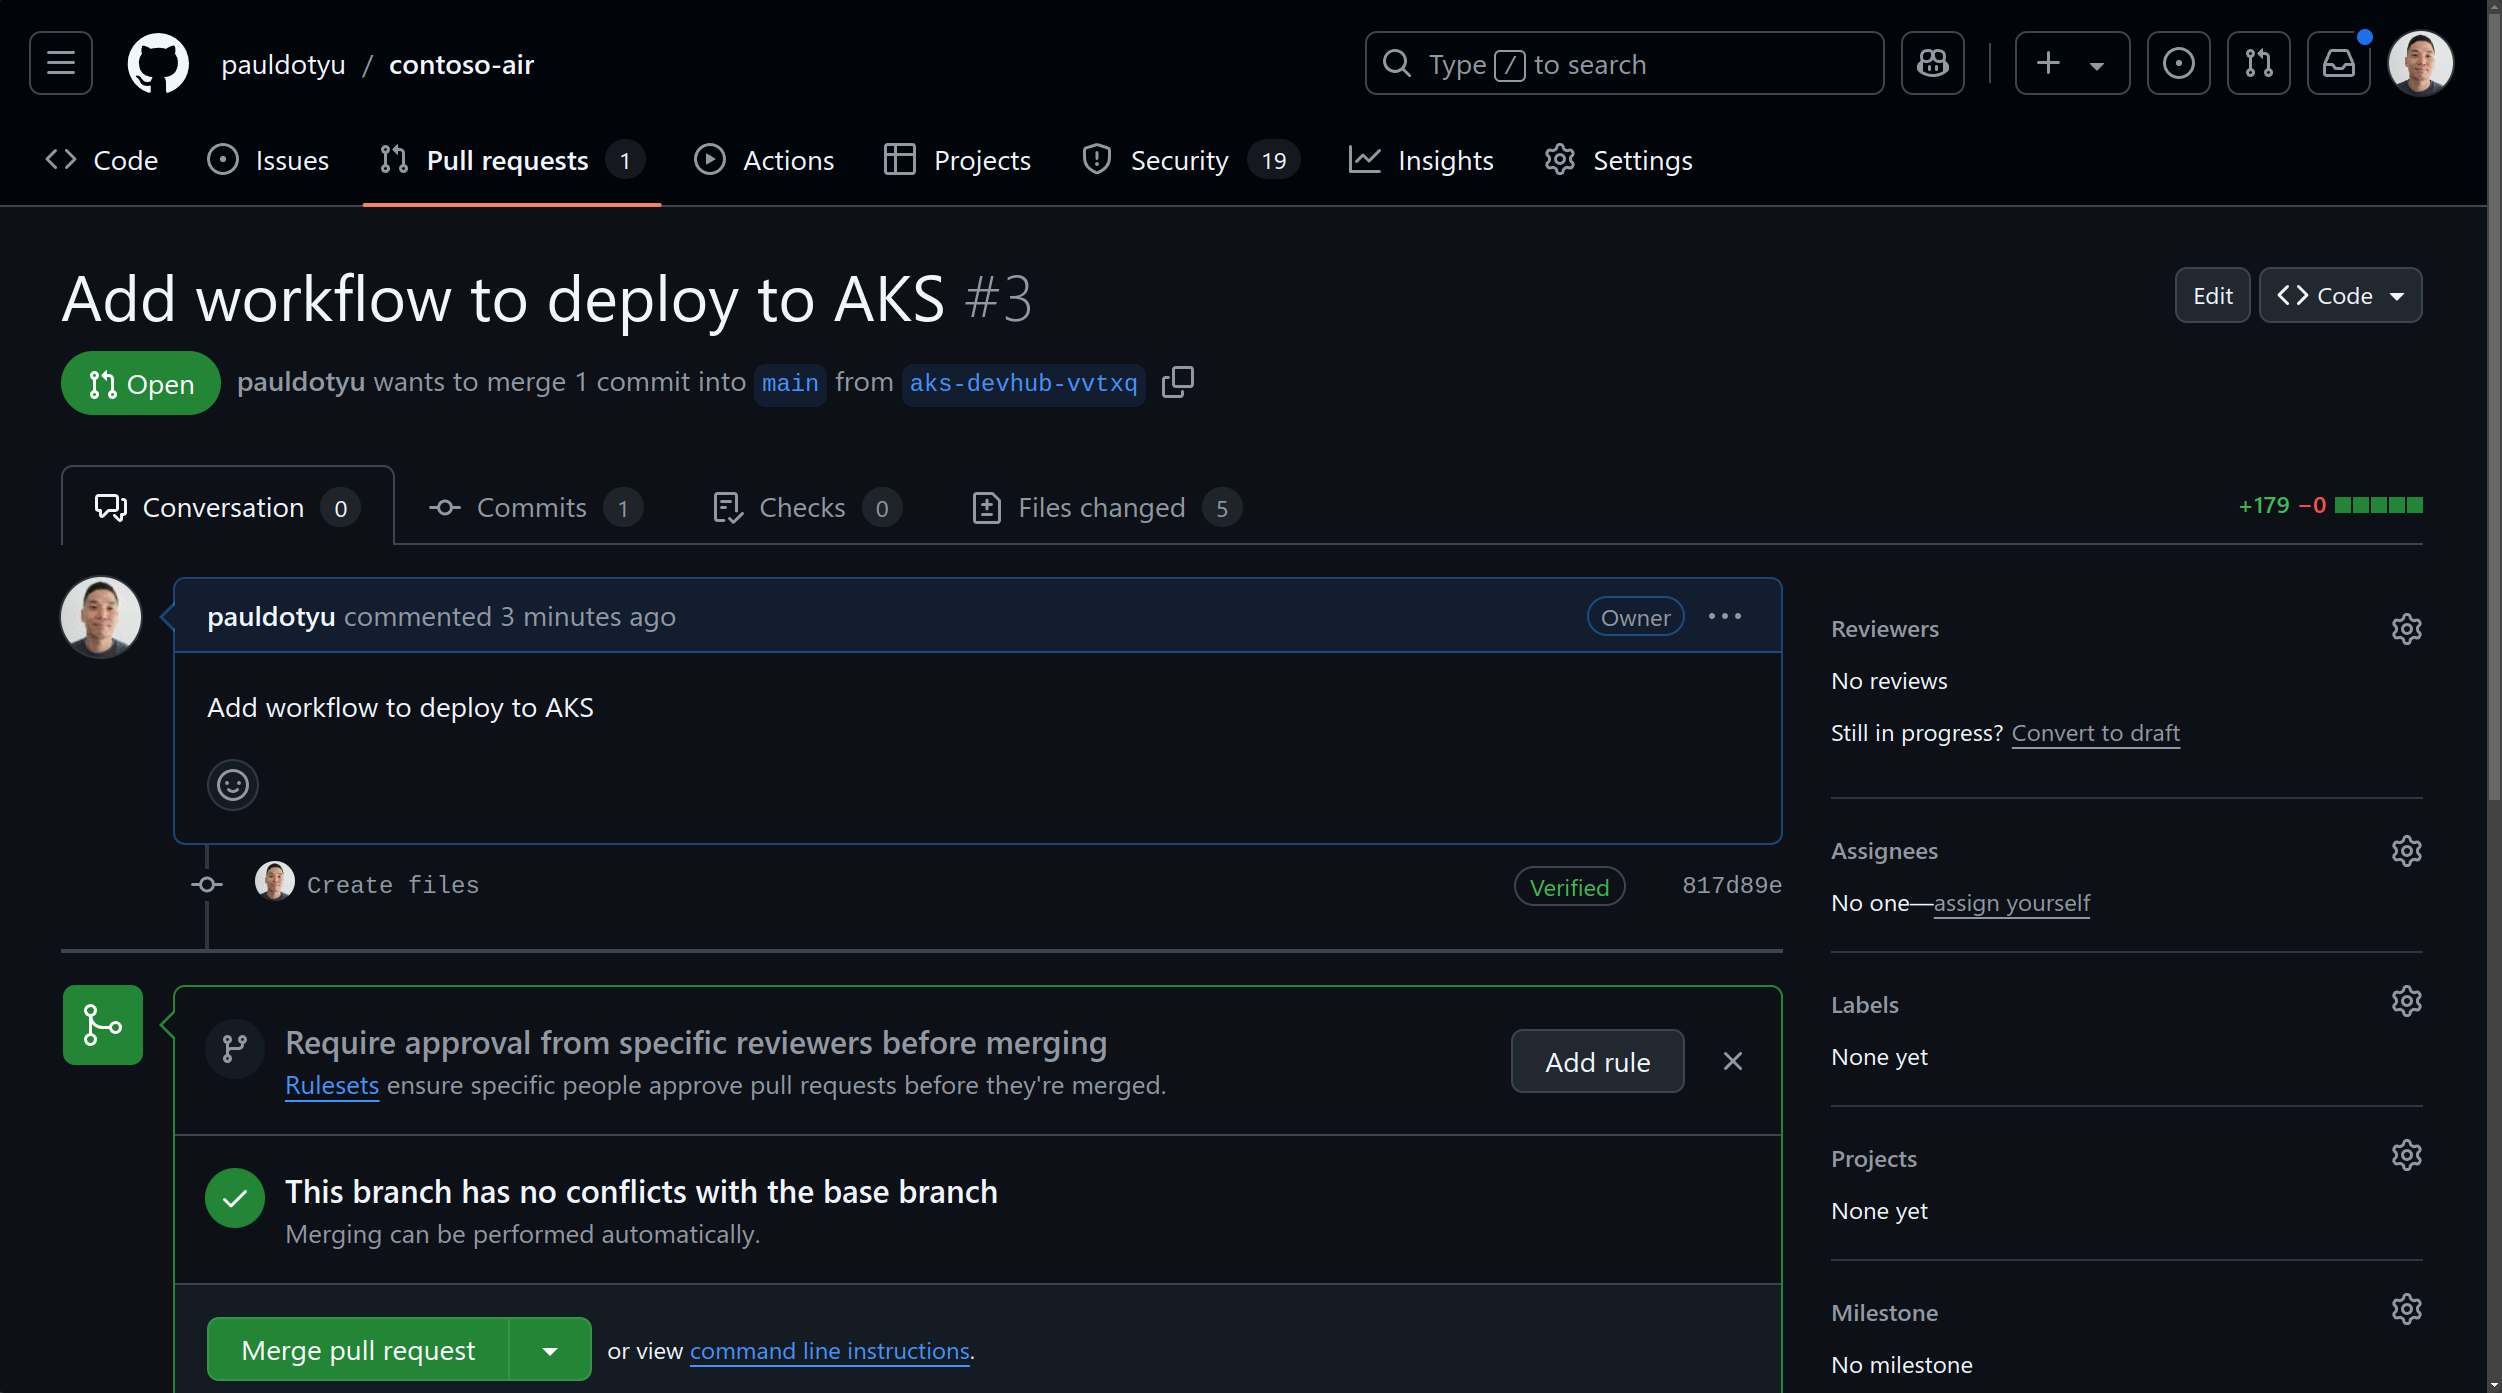 pauldotyu / contoso-air
Type / to search
Code
Issues
Pull requests 1
Actions
Projects
Security 19
Insights
Settings
Add workflow to deploy to AKS #3
Edit
Code
Open
pauldotyu wants to merge 1 commit into main from aks-devhub-vvtxq
Conversation 0
Commits 1
Checks 0
Files changed 5
+179 −0
pauldotyu commented 3 minutes ago
Owner
Add workflow to deploy to AKS
Create files
Verified
817d89e
Require approval from specific reviewers before merging
Rulesets ensure specific people approve pull requests before they're merged.
Add rule
This branch has no conflicts with the base branch
Merging can be performed automatically.
Merge pull request
or view command line instructions.
Reviewers
No reviews
Still in progress? Convert to draft
Assignees
No one—assign yourself
Labels
None yet
Projects
None yet
Milestone
No milestone